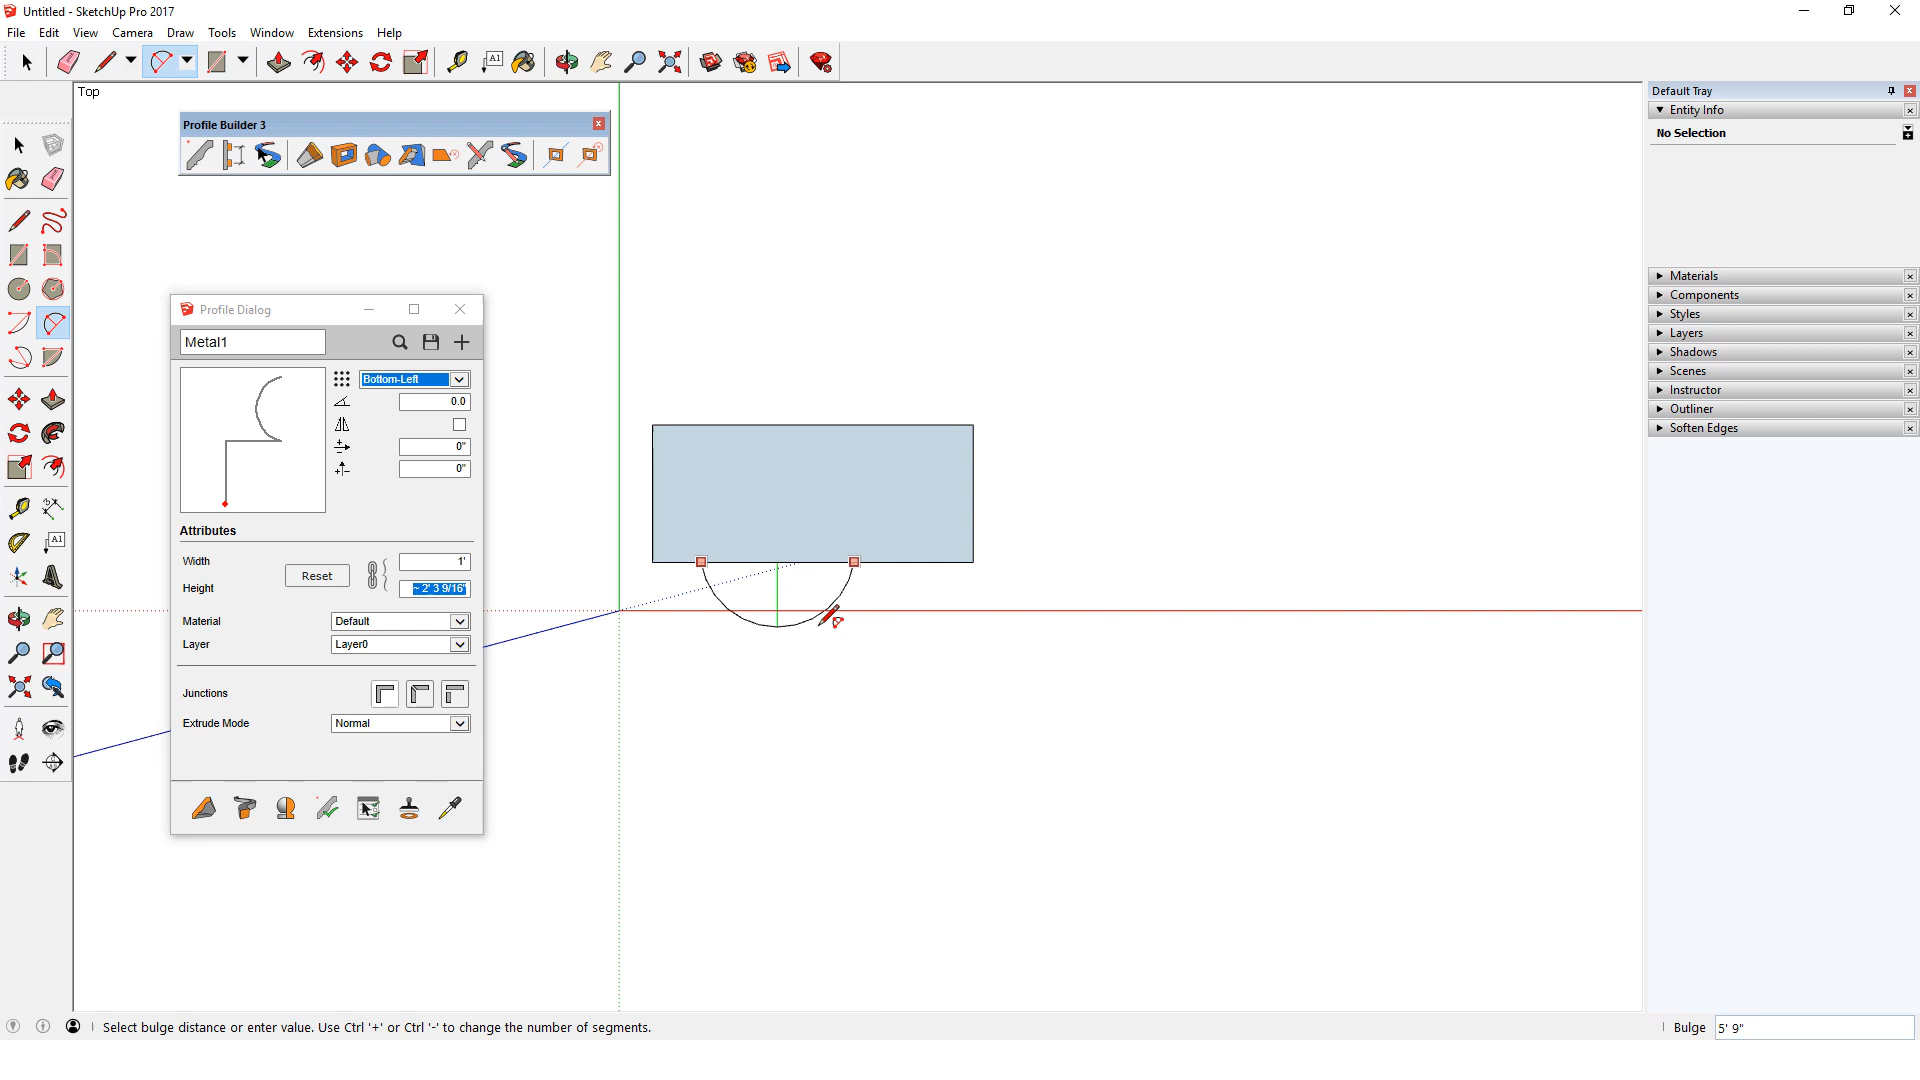 Untitled - SketchUp Pro 2017
File Edit View Camera Draw Tools Window Extensions Help
A1
Top
Default Tray
Entity Info
No Selection
Profile Builder 3
Materials
Components
Styles
Layers
Shadows
Scenes
Instructor
Outliner
Soften Edges
Profile Dialog
Metal1
Bottom-Left
0.0
0"
0"
Attributes
Width 1'
Reset
Height ~ 2' 3 9/16"
Material Default
Layer Layer0
Junctions
Extrude Mode Normal
A1
Select bulge distance or enter value. Use Ctrl '+' or Ctrl '-' to change the number of segments.
Bulge 5' 9"